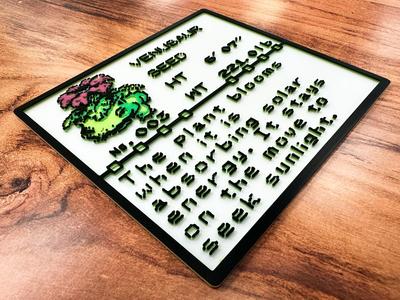 VENUSAUR
SEED
HT 6'07"
WT 221.0lb
No.003
The plant blooms
when it is
absorbing solar
energy. It stays
on the move to
seek sunlight.